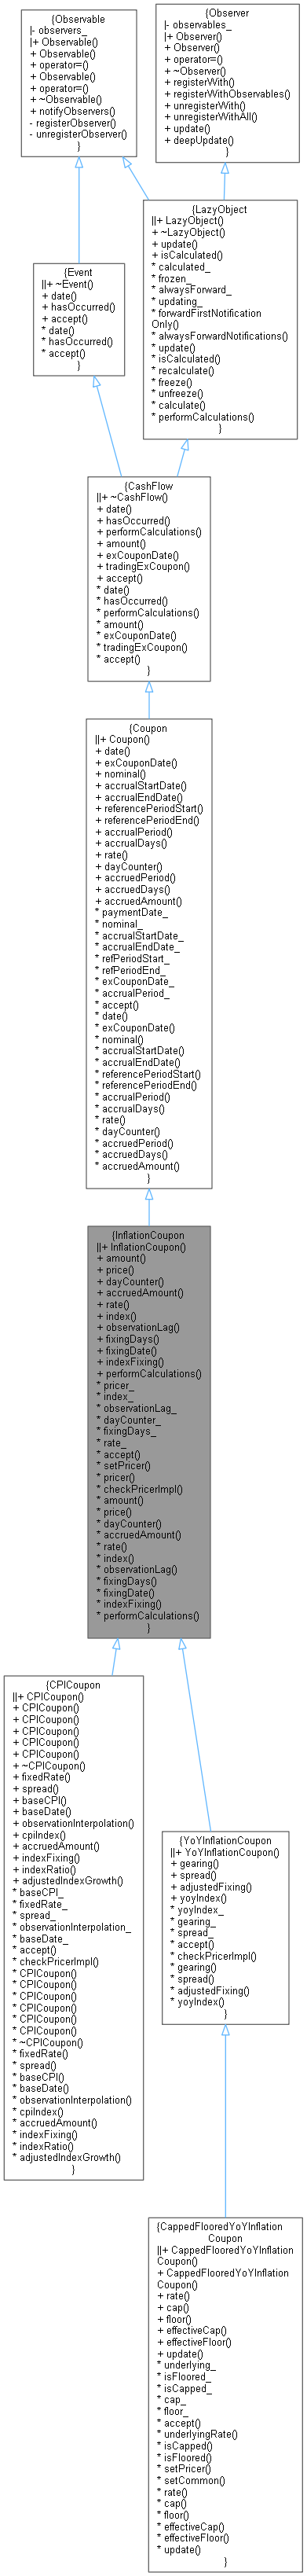 {Observable
|- observers_
|+ Observable()
+ Observable()
+ operator=()
+ Observable()
+ operator=()
+ ~Observable()
+ notifyObservers()
- registerObserver()
- unregisterObserver()
}
{Observer
|- observables_
|+ Observer()
+ Observer()
+ operator=()
+ ~Observer()
+ registerWith()
+ registerWithObservables()
+ unregisterWith()
+ unregisterWithAll()
+ update()
+ deepUpdate()
}
{Event
||+ ~Event()
+ date()
+ hasOccurred()
+ accept()
* date()
* hasOccurred()
* accept()
}
{LazyObject
||+ LazyObject()
+ ~LazyObject()
+ update()
+ isCalculated()
* calculated_
* frozen_
* alwaysForward_
* updating_
* forwardFirstNotification
Only()
* alwaysForwardNotifications()
* update()
* isCalculated()
* recalculate()
* freeze()
* unfreeze()
* calculate()
* performCalculations()
}
{CashFlow
||+ ~CashFlow()
+ date()
+ hasOccurred()
+ performCalculations()
+ amount()
+ exCouponDate()
+ tradingExCoupon()
+ accept()
* date()
* hasOccurred()
* performCalculations()
* amount()
* exCouponDate()
* tradingExCoupon()
* accept()
}
{Coupon
||+ Coupon()
+ date()
+ exCouponDate()
+ nominal()
+ accrualStartDate()
+ accrualEndDate()
+ referencePeriodStart()
+ referencePeriodEnd()
+ accrualPeriod()
+ accrualDays()
+ rate()
+ dayCounter()
+ accruedPeriod()
+ accruedDays()
+ accruedAmount()
* paymentDate_
* nominal_
* accrualStartDate_
* accrualEndDate_
* refPeriodStart_
* refPeriodEnd_
* exCouponDate_
* accrualPeriod_
* accept()
* date()
* exCouponDate()
* nominal()
* accrualStartDate()
* accrualEndDate()
* referencePeriodStart()
* referencePeriodEnd()
* accrualPeriod()
* accrualDays()
* rate()
* dayCounter()
* accruedPeriod()
* accruedDays()
* accruedAmount()
}
{InflationCoupon
||+ InflationCoupon()
+ amount()
+ price()
+ dayCounter()
+ accruedAmount()
+ rate()
+ index()
+ observationLag()
+ fixingDays()
+ fixingDate()
+ indexFixing()
+ performCalculations()
* pricer_
* index_
* observationLag_
* dayCounter_
* fixingDays_
* rate_
* accept()
* setPricer()
* pricer()
* checkPricerImpl()
* amount()
* price()
* dayCounter()
* accruedAmount()
* rate()
* index()
* observationLag()
* fixingDays()
* fixingDate()
* indexFixing()
* performCalculations()
}
{CPICoupon
||+ CPICoupon()
+ CPICoupon()
+ CPICoupon()
+ CPICoupon()
+ CPICoupon()
+ CPICoupon()
+ ~CPICoupon()
+ fixedRate()
+ spread()
+ baseCPI()
+ baseDate()
+ observationInterpolation()
+ cpiIndex()
+ accruedAmount()
+ indexFixing()
+ indexRatio()
+ adjustedIndexGrowth()
* baseCPI_
* fixedRate_
* spread_
* observationInterpolation_
* baseDate_
* accept()
* checkPricerImpl()
* CPICoupon()
* CPICoupon()
* CPICoupon()
* CPICoupon()
* CPICoupon()
* CPICoupon()
* ~CPICoupon()
* fixedRate()
* spread()
* baseCPI()
* baseDate()
* observationInterpolation()
* cpiIndex()
* accruedAmount()
* indexFixing()
* indexRatio()
* adjustedIndexGrowth()
}
{YoYInflationCoupon
||+ YoYInflationCoupon()
+ gearing()
+ spread()
+ adjustedFixing()
+ yoyIndex()
* yoyIndex_
* gearing_
* spread_
* accept()
* checkPricerImpl()
* gearing()
* spread()
* adjustedFixing()
* yoyIndex()
}
{CappedFlooredYoYInflation
Coupon
||+ CappedFlooredYoYInflation
Coupon()
+ CappedFlooredYoYInflation
Coupon()
+ rate()
+ cap()
+ floor()
+ effectiveCap()
+ effectiveFloor()
+ update()
* underlying_
* isFloored_
* isCapped_
* cap_
* floor_
* accept()
* underlyingRate()
* isCapped()
* isFloored()
* setPricer()
* setCommon()
* rate()
* cap()
* floor()
* effectiveCap()
* effectiveFloor()
* update()
}